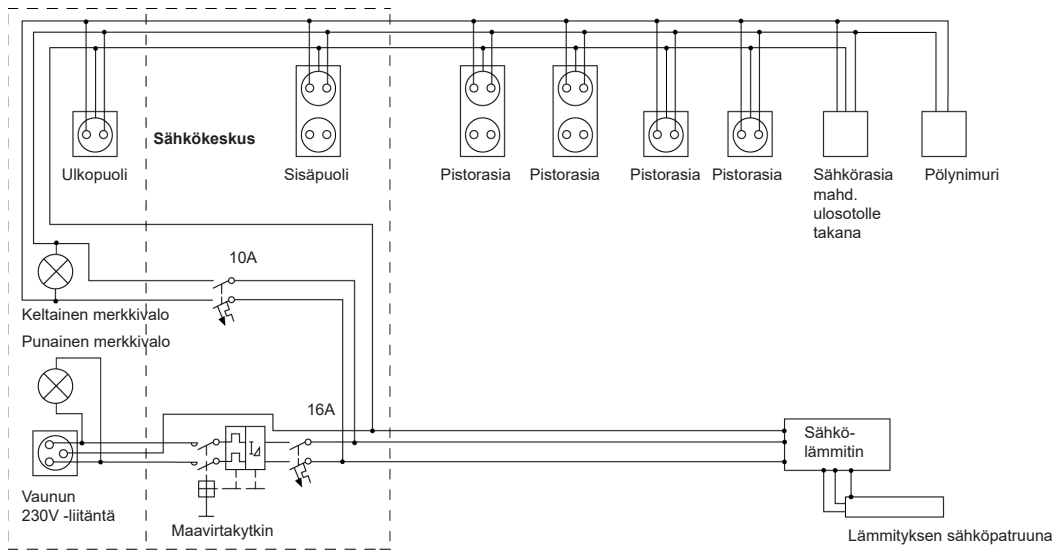 Sähkökeskus
Ulkopuoli
Sisäpuoli
Pistorasia
Pistorasia
Pistorasia
Pistorasia
Sähkörasia
mahd.
ulosotolle
takana
Pölynimuri
10A
Keltainen merkkivalo
Punainen merkkivalo
16A
I⊿
Sähkö-
lämmitin
Vaunun
230V -liitäntä
Maavirtakytkin
Lämmityksen sähköpatruuna